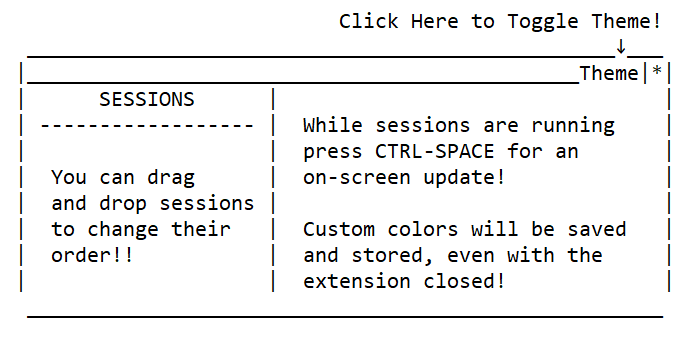 Click Here to Toggle Theme!
↓
Theme|*|
SESSIONS
------------------
You can drag
and drop sessions
to change their
order!!
While sessions are running
press CTRL-SPACE for an
on-screen update!
Custom colors will be saved
and stored, even with the
extension closed!